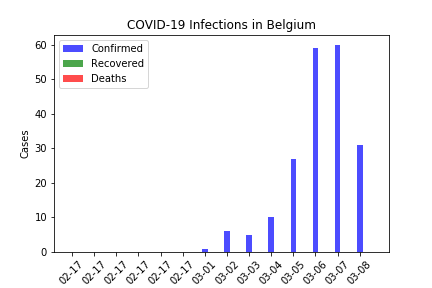 COVID-19 Infections in Belgium
Confirmed
Recovered
Deaths
Cases
60
50
40
30
20
10
0
02-17 02-17 02-17 02-17 02-17 02-17 03-01 03-02 03-03 03-04 03-05 03-06 03-07 03-08